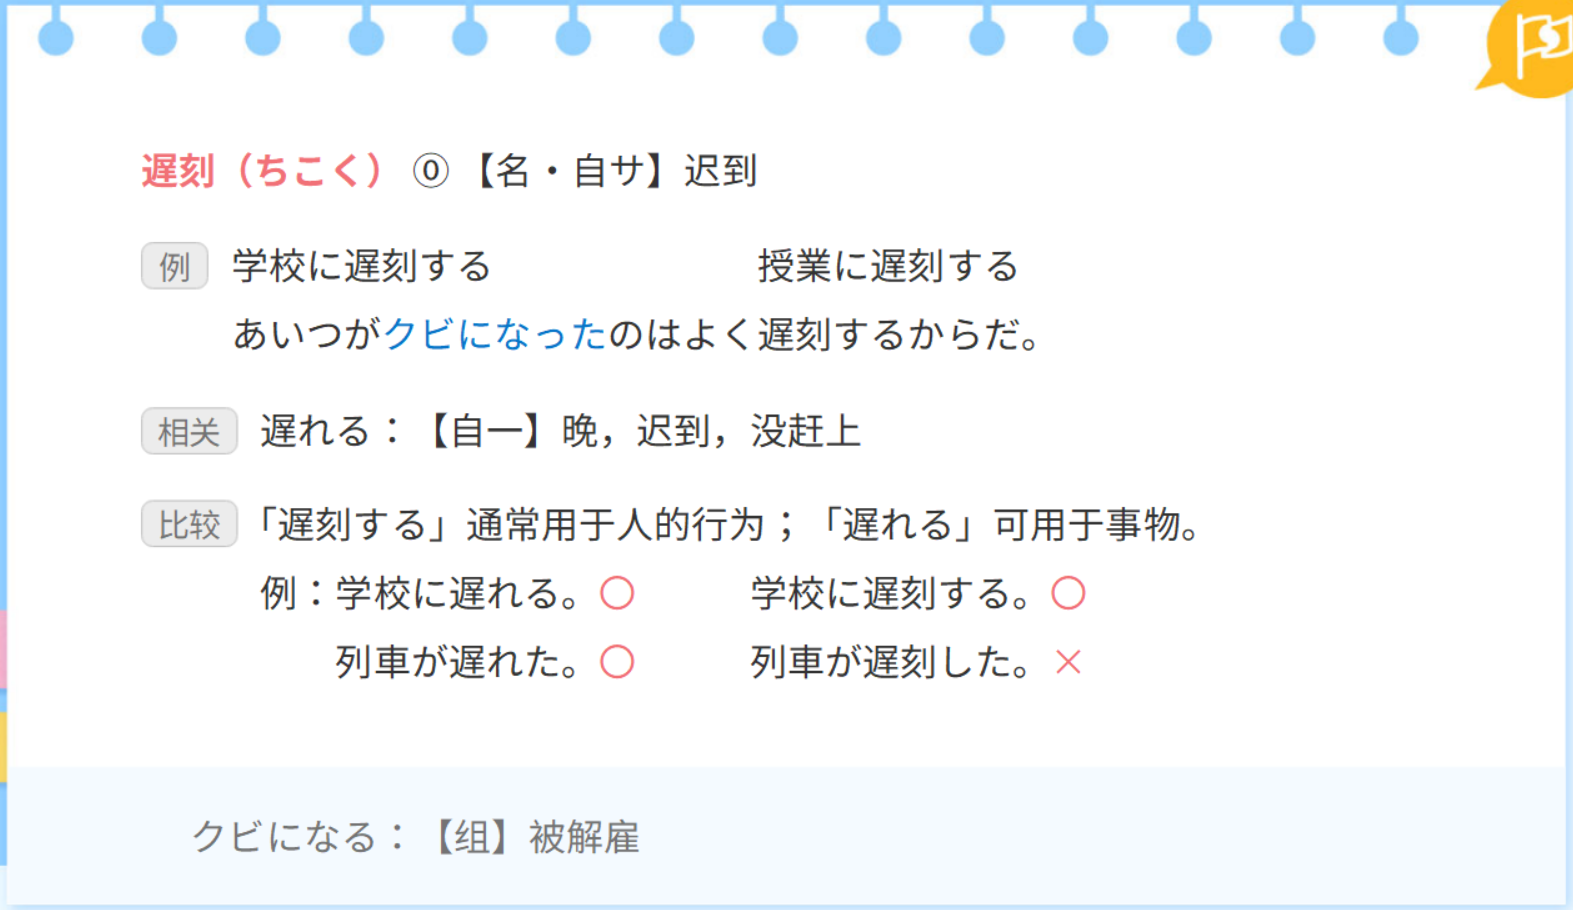 遅刻（ちこく） ⓪ 【名・自サ】迟到
例 学校に遅刻する 授業に遅刻する
あいつがクビになったのはよく遅刻するからだ。
相关 遅れる：【自一】晚，迟到，没赶上
比较 「遅刻する」通常用于人的行为；「遅れる」可用于事物。
例：学校に遅れる。○ 学校に遅刻する。○
列車が遅れた。○ 列車が遅刻した。×
クビになる：【组】被解雇